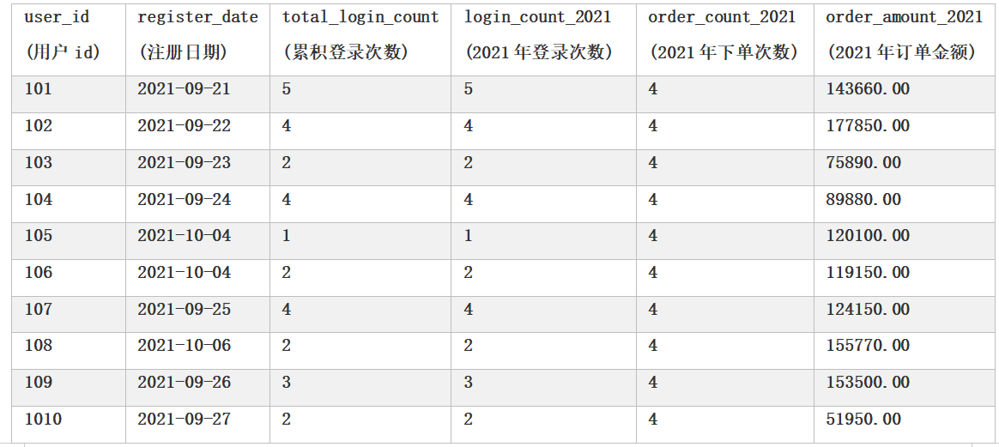 user_id register_date total_login_count login_count_2021 order_count_2021 order_amount_2021
(用户 id) (注册日期) (累积登录次数) (2021 年登录次数) (2021 年下单次数) (2021 年订单金额)
101 2021-09-21 5 5 4 143660.00
102 2021-09-22 4 4 4 177850.00
103 2021-09-23 2 2 4 75890.00
104 2021-09-24 4 4 4 89880.00
105 2021-10-04 1 1 4 120100.00
106 2021-10-04 2 2 4 119150.00
107 2021-09-25 4 4 4 124150.00
108 2021-10-06 2 2 4 155770.00
109 2021-09-26 3 3 4 153500.00
1010 2021-09-27 2 2 4 51950.00